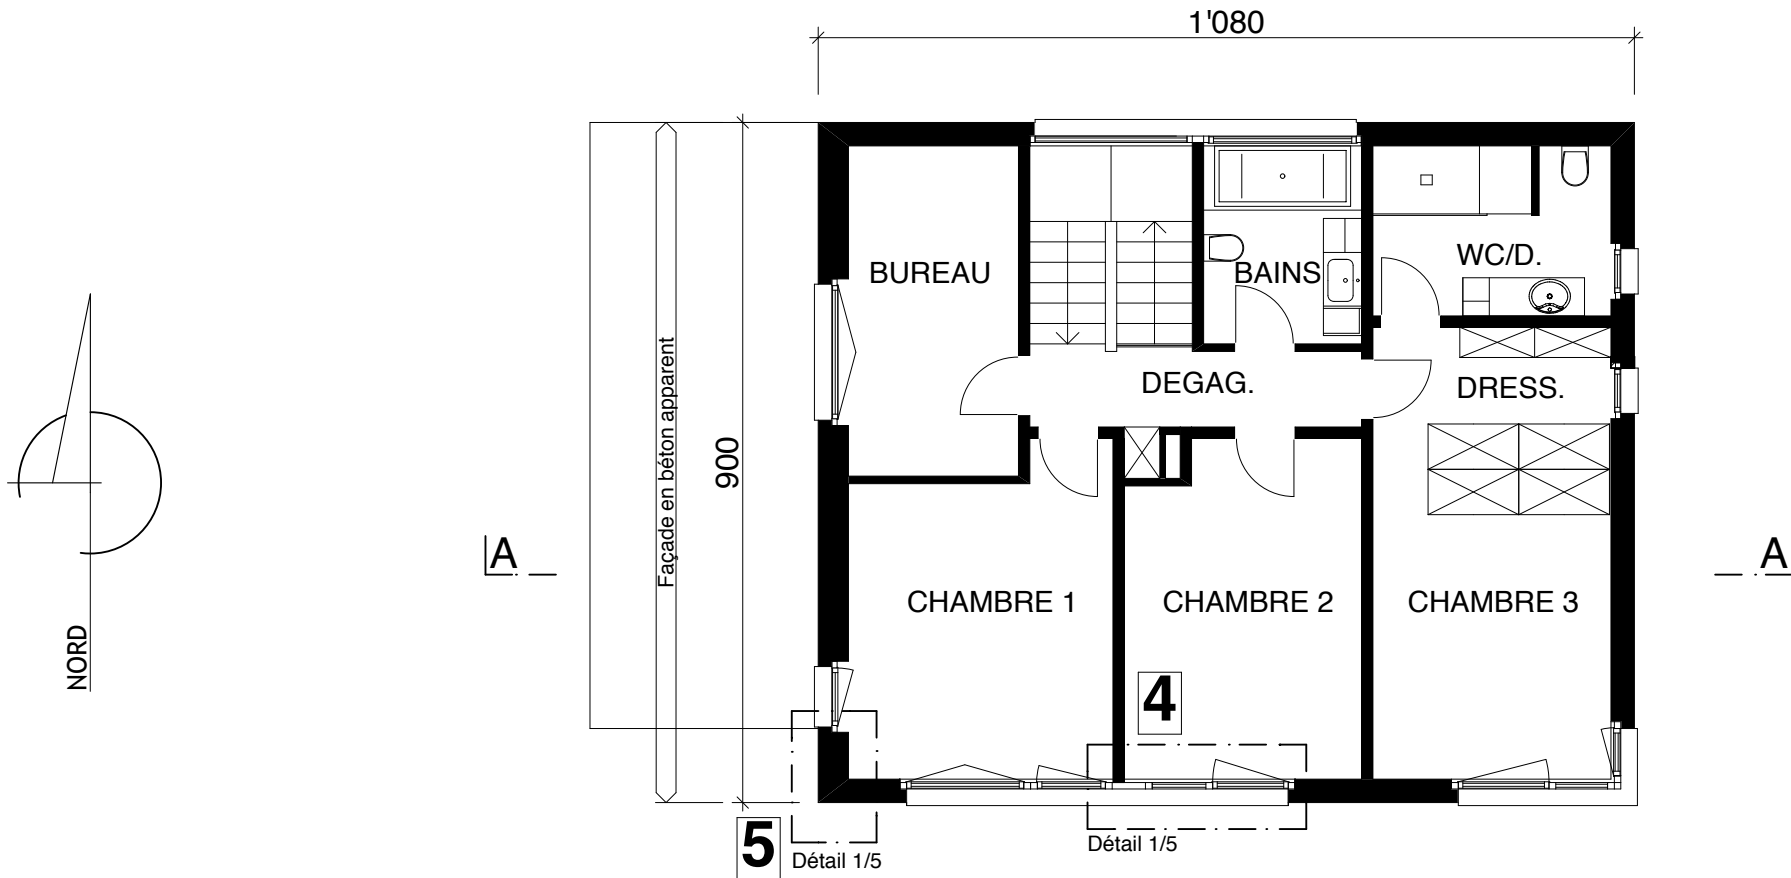 1'080
BUREAU
BAINS
WC/D.
DEGAG.
DRESS.
Façade en béton apparent
900
A
A
CHAMBRE 1
CHAMBRE 2
CHAMBRE 3
NORD
4
5
Détail 1/5
Détail 1/5